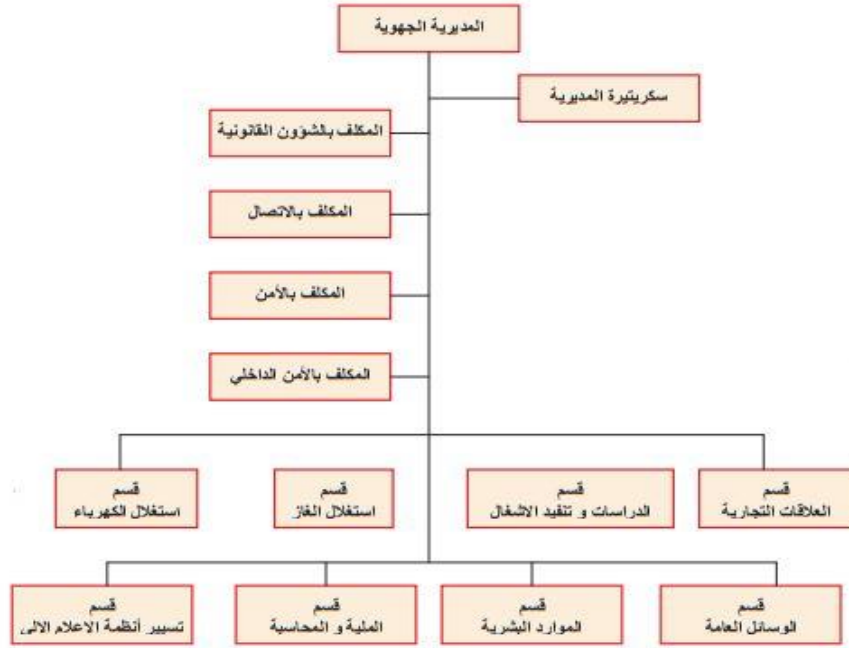 المديرية الجهوية
سكريتيرة المديرية
المكلف بالشؤون القانونية
المكلف بالاتصال
المكلف بالأمن
المكلف بالأمن الداخلي
قسم
العلاقات التجارية
قسم
الدراسات و تنفيد الاشغال
قسم
استغلال الغاز
قسم
استغلال الكهرباء
قسم
الوسائل العامة
قسم
الموارد البشرية
قسم
الملية و المحاسبة
قسم
تسيير أنظمة الاعلام الالى